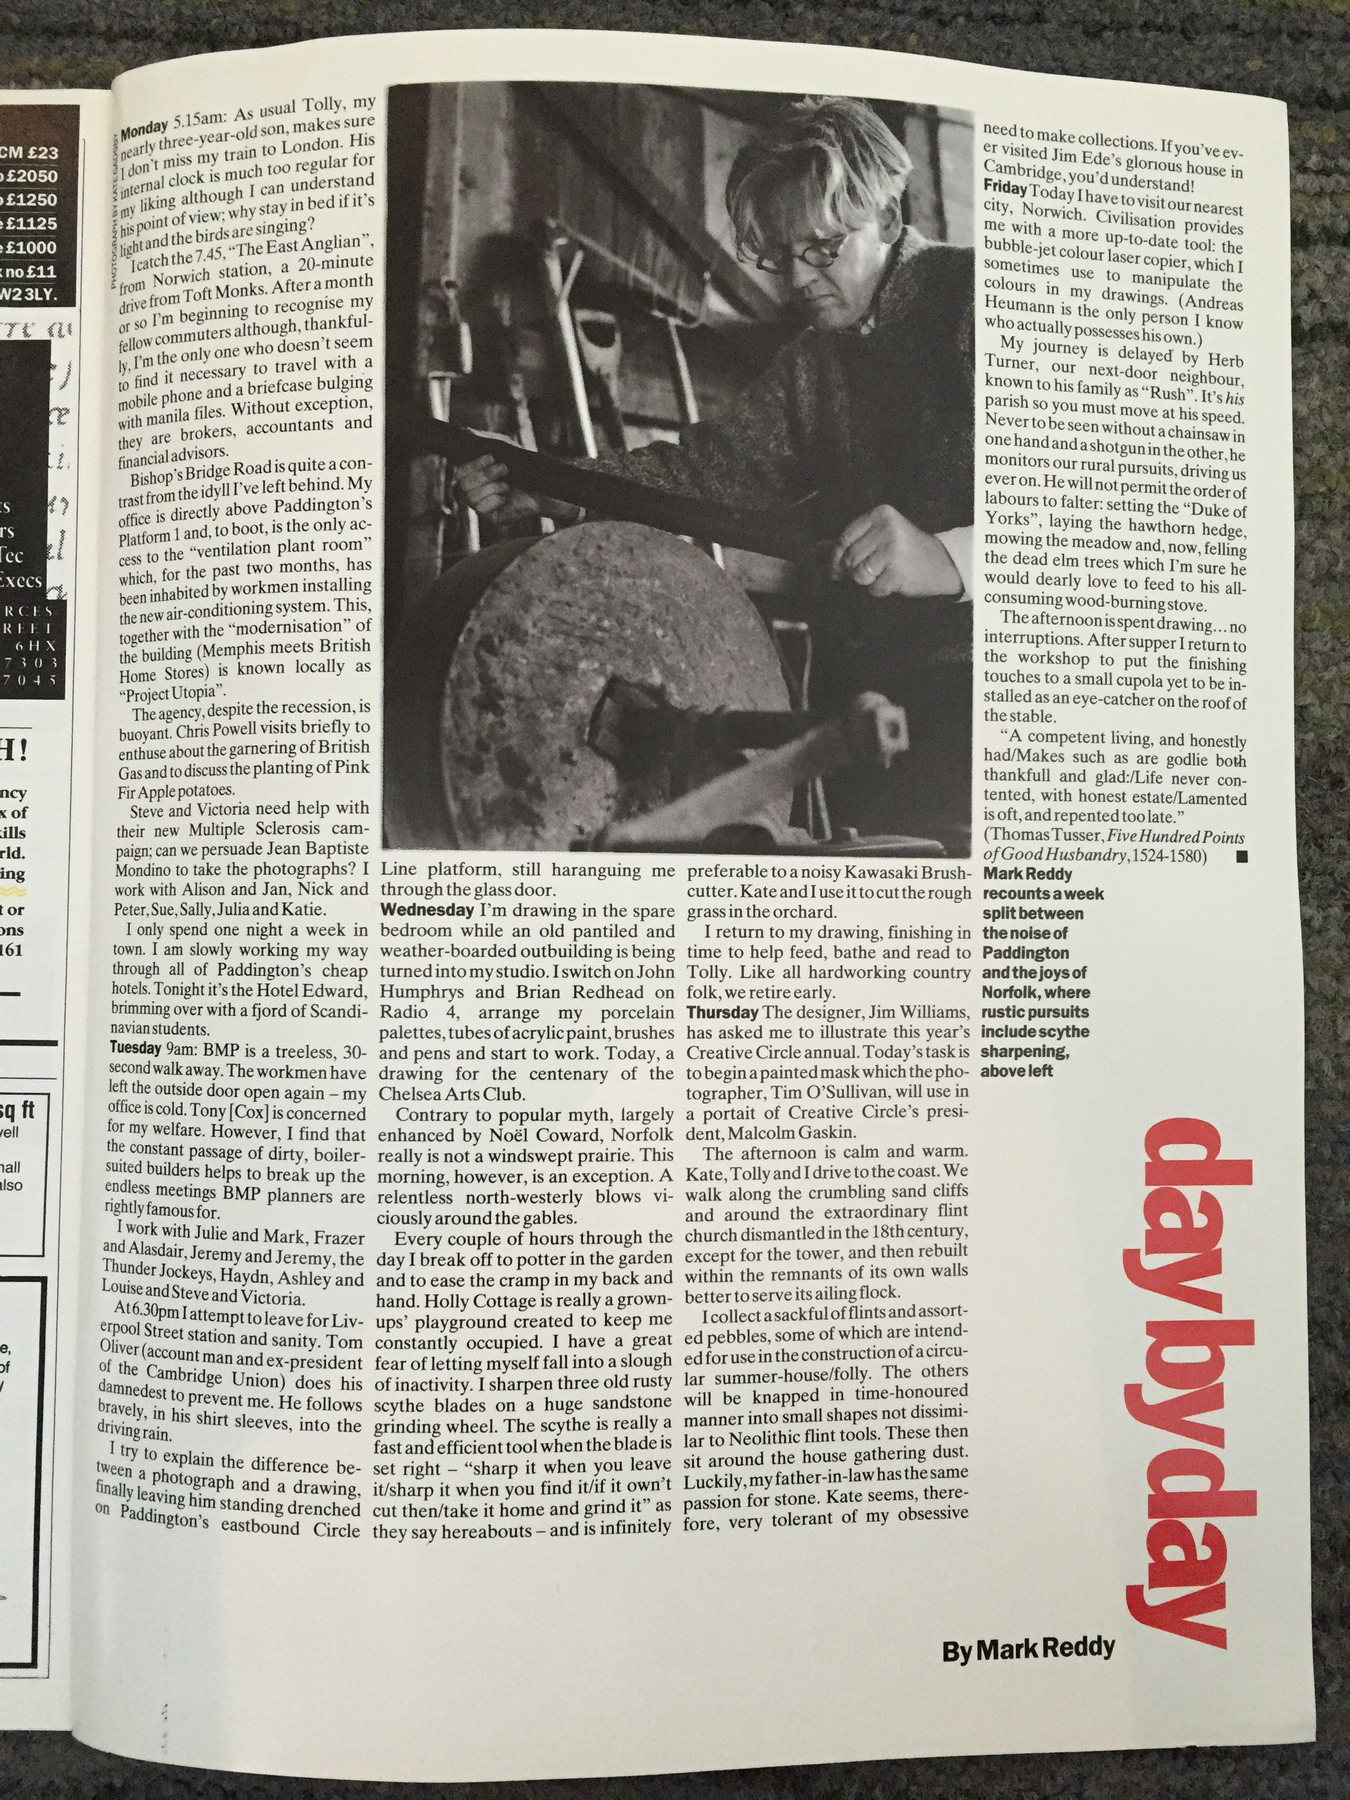 CM £23
£2050
£1250
£1125
£1000
no £11
W2 3LY.
Tec
Execs
RCES
REET
6HX
7303
7045
H!
ncy
x of
kills
rld.
ing
t or
ons
161
sq ft
vell
nall
also
e,
of
PHOTOGRAPH BY KATE
Monday 5.15am: As usual Tolly, my
nearly three-year-old son, makes sure
I don't miss my train to London. His
internal clock is much too regular for
my liking although I can understand
his point of view; why stay in bed if it's
light and the birds are singing?
I catch the 7.45, "The East Anglian",
from Norwich station, a 20-minute
drive from Toft Monks. After a month
or so I'm beginning to recognise my
fellow commuters although, thankful-
ly, I'm the only one who doesn't seem
to find it necessary to travel with a
mobile phone and a briefcase bulging
with manila files. Without exception,
they are brokers, accountants and
financial advisors.
Bishop's Bridge Road is quite a con-
trast from the idyll I've left behind. My
office is directly above Paddington's
Platform 1 and, to boot, is the only ac-
cess to the "ventilation plant room"
which, for the past two months, has
been inhabited by workmen installing
the new air-conditioning system. This,
together with the "modernisation" of
the building (Memphis meets British
Home Stores) is known locally as
"Project Utopia".
The agency, despite the recession, is
buoyant. Chris Powell visits briefly to
enthuse about the garnering of British
Gas and to discuss the planting of Pink
Fir Apple potatoes.
Steve and Victoria need help with
their new Multiple Sclerosis cam-
paign; can we persuade Jean Baptiste
Mondino to take the photographs? I
work with Alison and Jan, Nick and
Peter, Sue, Sally, Julia and Katie.
I only spend one night a week in
town. I am slowly working my way
through all of Paddington's cheap
hotels. Tonight it's the Hotel Edward,
brimming over with a fjord of Scandi-
navian students.
Tuesday 9am: BMP is a treeless, 30-
second walk away. The workmen have
left the outside door open again – my
office is cold. Tony [Cox] is concerned
for my welfare. However, I find that
the constant passage of dirty, boiler-
suited builders helps to break up the
endless meetings BMP planners are
rightly famous for.
I work with Julie and Mark, Frazer
and Alasdair, Jeremy and Jeremy, the
Thunder Jockeys, Haydn, Ashley and
Louise and Steve and Victoria.
At 6.30pm I attempt to leave for Liv-
erpool Street station and sanity. Tom
Oliver (account man and ex-president
of the Cambridge Union) does his
damnedest to prevent me. He follows
bravely, in his shirt sleeves, into the
driving rain.
I try to explain the difference be-
tween a photograph and a drawing,
finally leaving him standing drenched
on Paddington's eastbound Circle
Line platform, still haranguing me
through the glass door.
Wednesday I'm drawing in the spare
bedroom while an old pantiled and
weather-boarded outbuilding is being
turned into my studio. I switch on John
Humphrys and Brian Redhead on
Radio 4, arrange my porcelain
palettes, tubes of acrylic paint, brushes
and pens and start to work. Today, a
drawing for the centenary of the
Chelsea Arts Club.
Contrary to popular myth, largely
enhanced by Noël Coward, Norfolk
really is not a windswept prairie. This
morning, however, is an exception. A
relentless north-westerly blows vi-
ciously around the gables.
Every couple of hours through the
day I break off to potter in the garden
and to ease the cramp in my back and
hand. Holly Cottage is really a grown-
ups' playground created to keep me
constantly occupied. I have a great
fear of letting myself fall into a slough
of inactivity. I sharpen three old rusty
scythe blades on a huge sandstone
grinding wheel. The scythe is really a
fast and efficient tool when the blade is
set right – "sharp it when you leave
it/sharp it when you find it/if it own't
cut then/take it home and grind it" as
they say hereabouts – and is infinitely
preferable to a noisy Kawasaki Brush-
cutter. Kate and I use it to cut the rough
grass in the orchard.
I return to my drawing, finishing in
time to help feed, bathe and read to
Tolly. Like all hardworking country
folk, we retire early.
Thursday The designer, Jim Williams,
has asked me to illustrate this year's
Creative Circle annual. Today's task is
to begin a painted mask which the pho-
tographer, Tim O'Sullivan, will use in
a portait of Creative Circle's presi-
dent, Malcolm Gaskin.
The afternoon is calm and warm.
Kate, Tolly and I drive to the coast. We
walk along the crumbling sand cliffs
and around the extraordinary flint
church dismantled in the 18th century,
except for the tower, and then rebuilt
within the remnants of its own walls
better to serve its ailing flock.
I collect a sackful of flints and assort-
ed pebbles, some of which are intend-
ed for use in the construction of a circu-
lar summer-house/folly. The others
will be knapped in time-honoured
manner into small shapes not dissimi-
lar to Neolithic flint tools. These then
sit around the house gathering dust.
Luckily, my father-in-law has the same
passion for stone. Kate seems, there-
fore, very tolerant of my obsessive
need to make collections. If you've ev-
er visited Jim Ede's glorious house in
Cambridge, you'd understand!
Friday Today I have to visit our nearest
city, Norwich. Civilisation provides
me with a more up-to-date tool: the
bubble-jet colour laser copier, which I
sometimes use to manipulate the
colours in my drawings. (Andreas
Heumann is the only person I know
who actually possesses his own.)
My journey is delayed by Herb
Turner, our next-door neighbour,
known to his family as "Rush". It's his
parish so you must move at his speed.
Never to be seen without a chainsaw in
one hand and a shotgun in the other, he
monitors our rural pursuits, driving us
ever on. He will not permit the order of
labours to falter: setting the "Duke of
Yorks", laying the hawthorn hedge,
mowing the meadow and, now, felling
the dead elm trees which I'm sure he
would dearly love to feed to his all-
consuming wood-burning stove.
The afternoon is spent drawing... no
interruptions. After supper I return to
the workshop to put the finishing
touches to a small cupola yet to be in-
stalled as an eye-catcher on the roof of
the stable.
"A competent living, and honestly
had/Makes such as are godlie both
thankfull and glad:/Life never con-
tented, with honest estate/Lamented
is oft, and repented too late."
(Thomas Tusser, Five Hundred Points
of Good Husbandry, 1524-1580) ■
Mark Reddy
recounts a week
split between
the noise of
Paddington
and the joys of
Norfolk, where
rustic pursuits
include scythe
sharpening,
above left
daybyday
By Mark Reddy